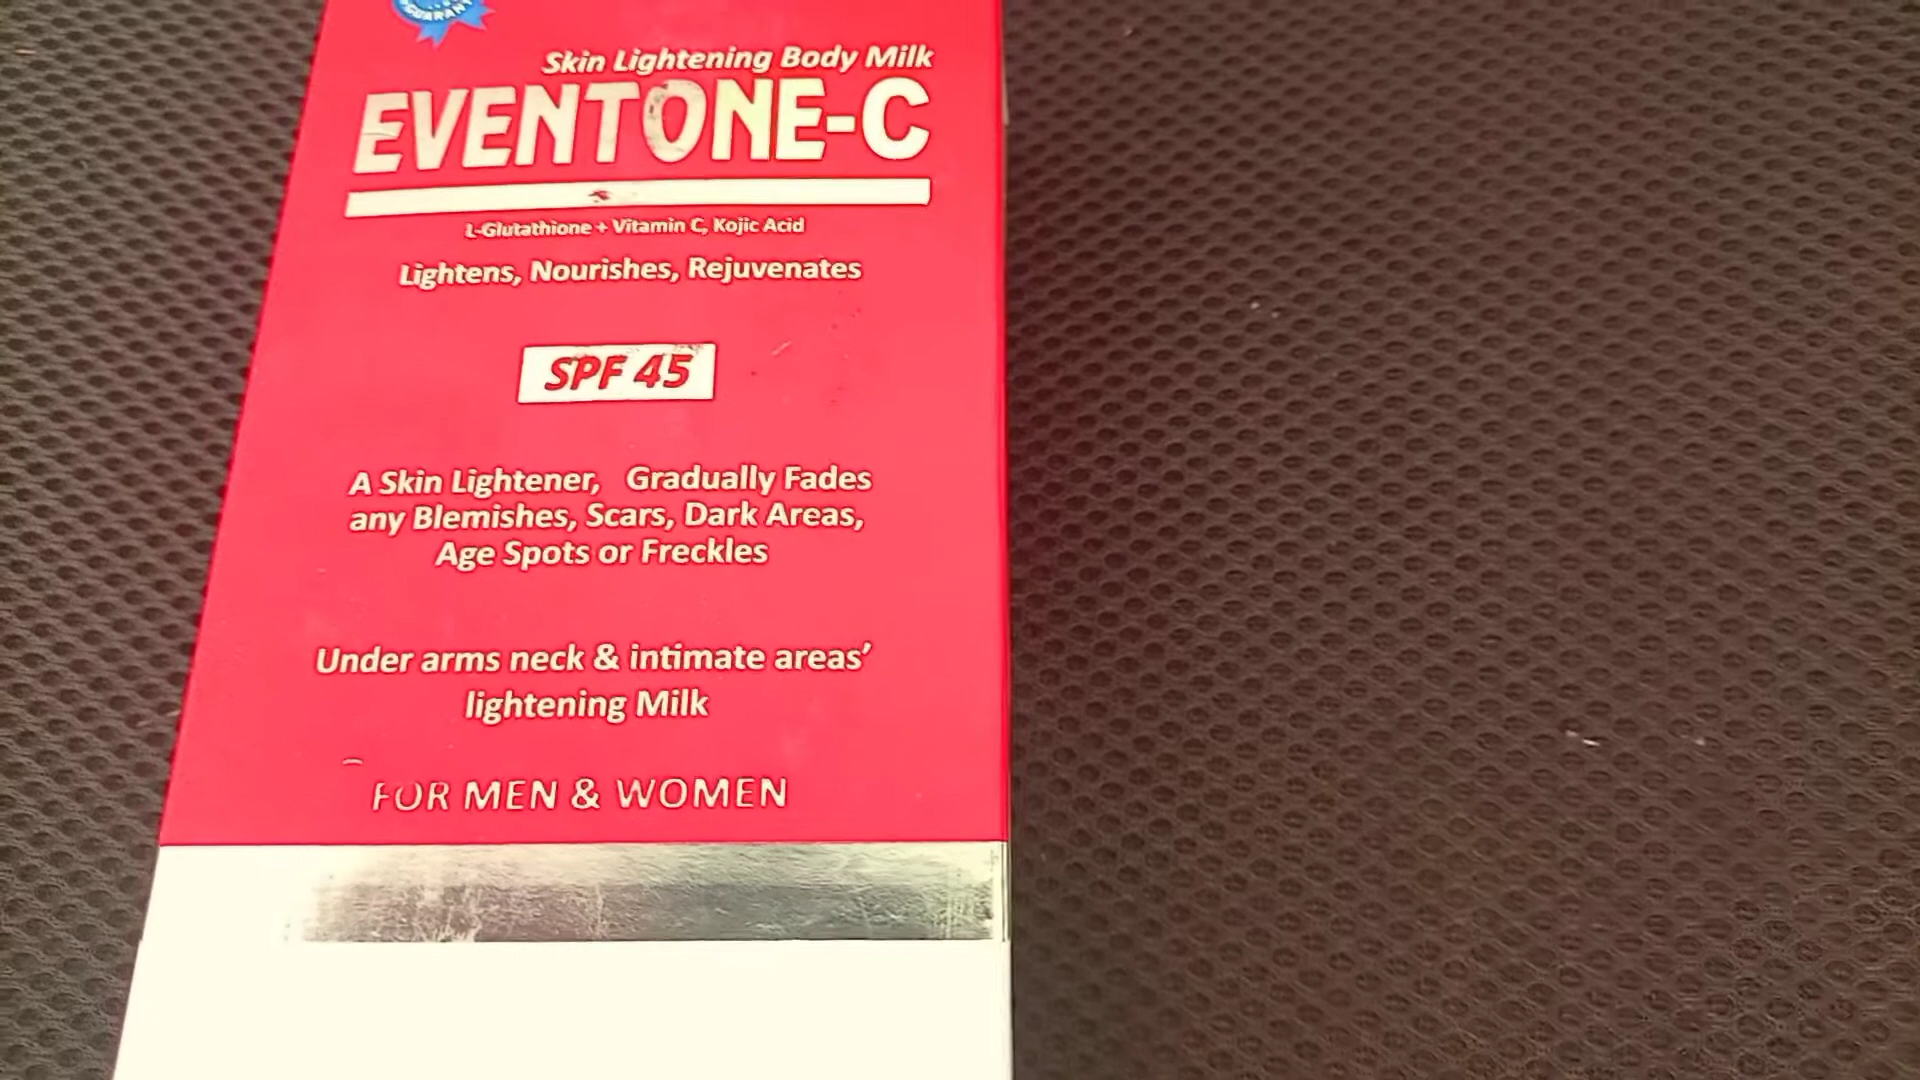 GUARANT
Skin Lightening Body Milk
EVENTONE-C
L-Glutathione + Vitamin C, Kojic Acid
Lightens, Nourishes, Rejuvenates
SPF 45
A Skin Lightener, Gradually Fades
any Blemishes, Scars, Dark Areas,
Age Spots or Freckles
Under arms neck & intimate areas’
lightening Milk
FOR MEN & WOMEN